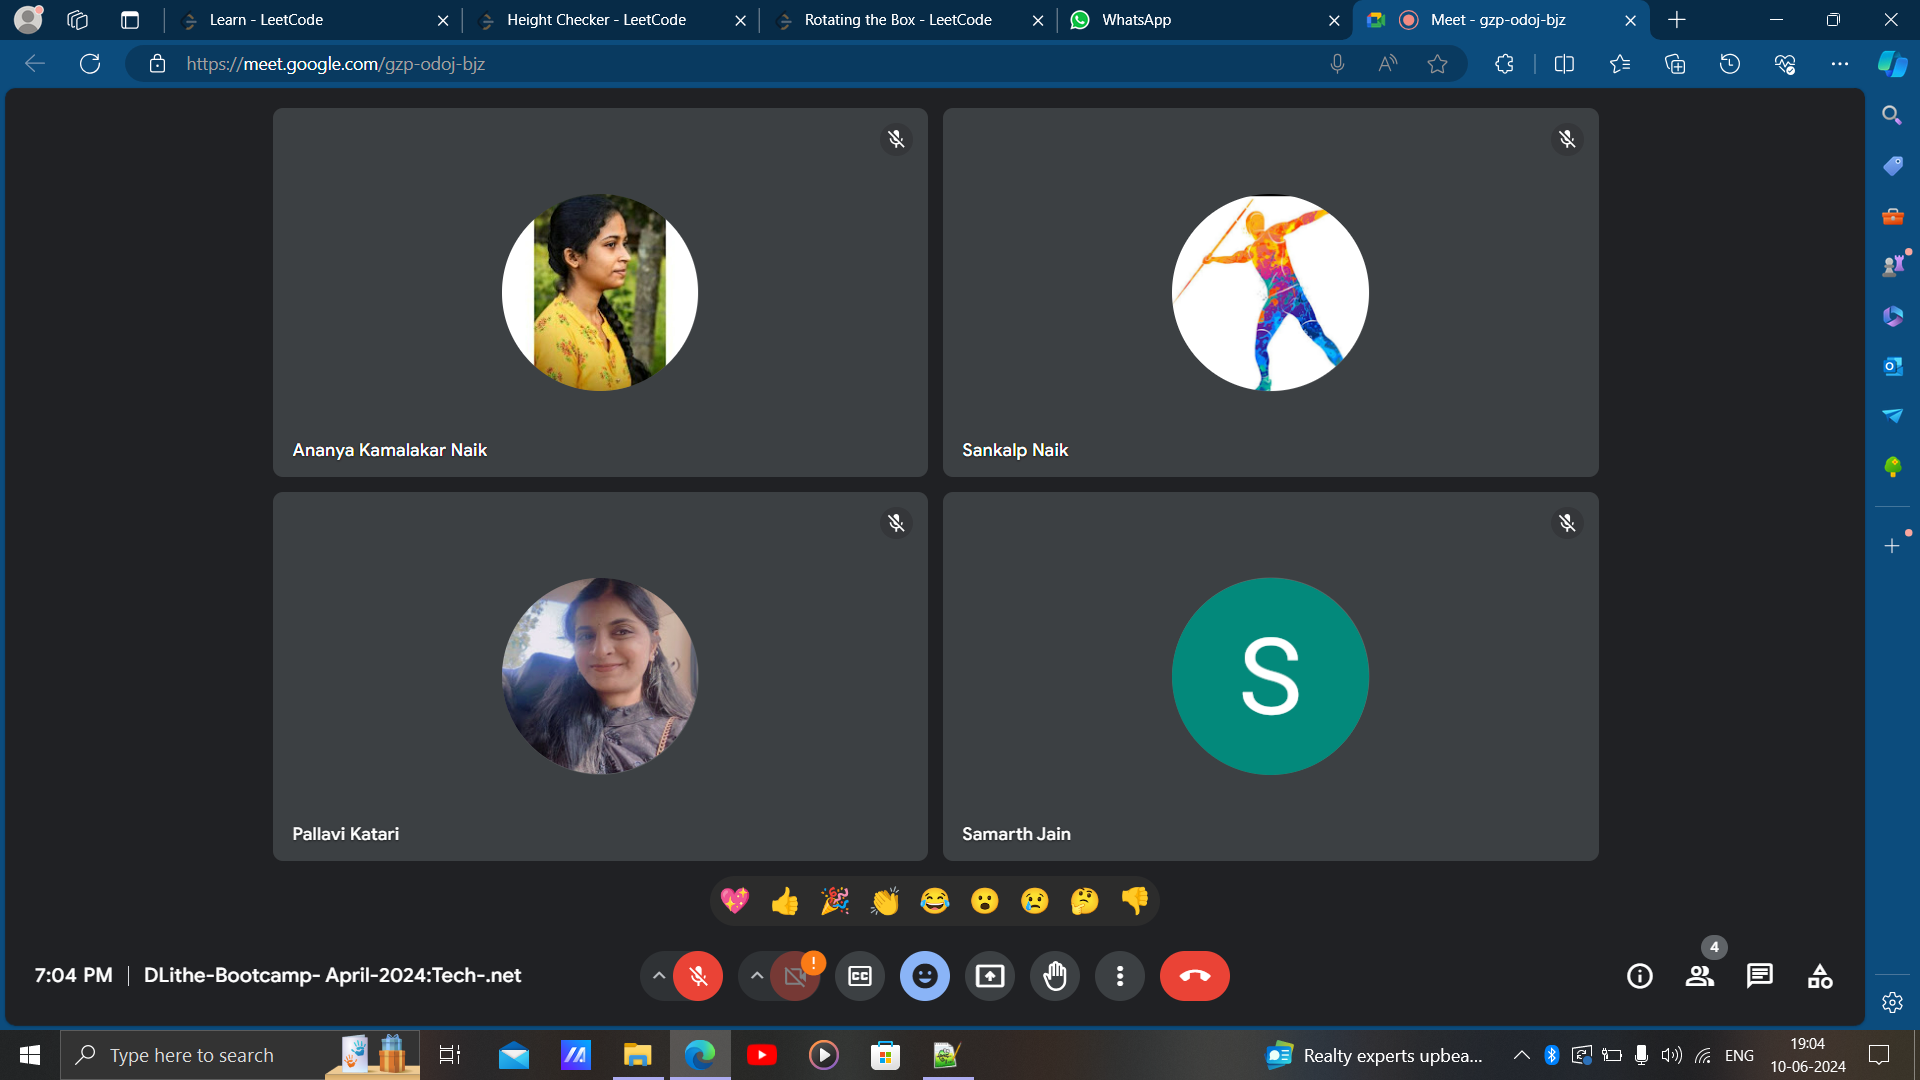 Learn - LeetCode
Height Checker - LeetCode
Rotating the Box - LeetCode
WhatsApp
Meet - gzp-odoj-bjz
https://meet.google.com/gzp-odoj-bjz
Ananya Kamalakar Naik
Sankalp Naik
Pallavi Katari
S
Samarth Jain
4
7:04 PM | DLithe-Bootcamp- April-2024:Tech-.net
!
CC
Type here to search
Realty experts upbea...
ENG
19:04
10-06-2024